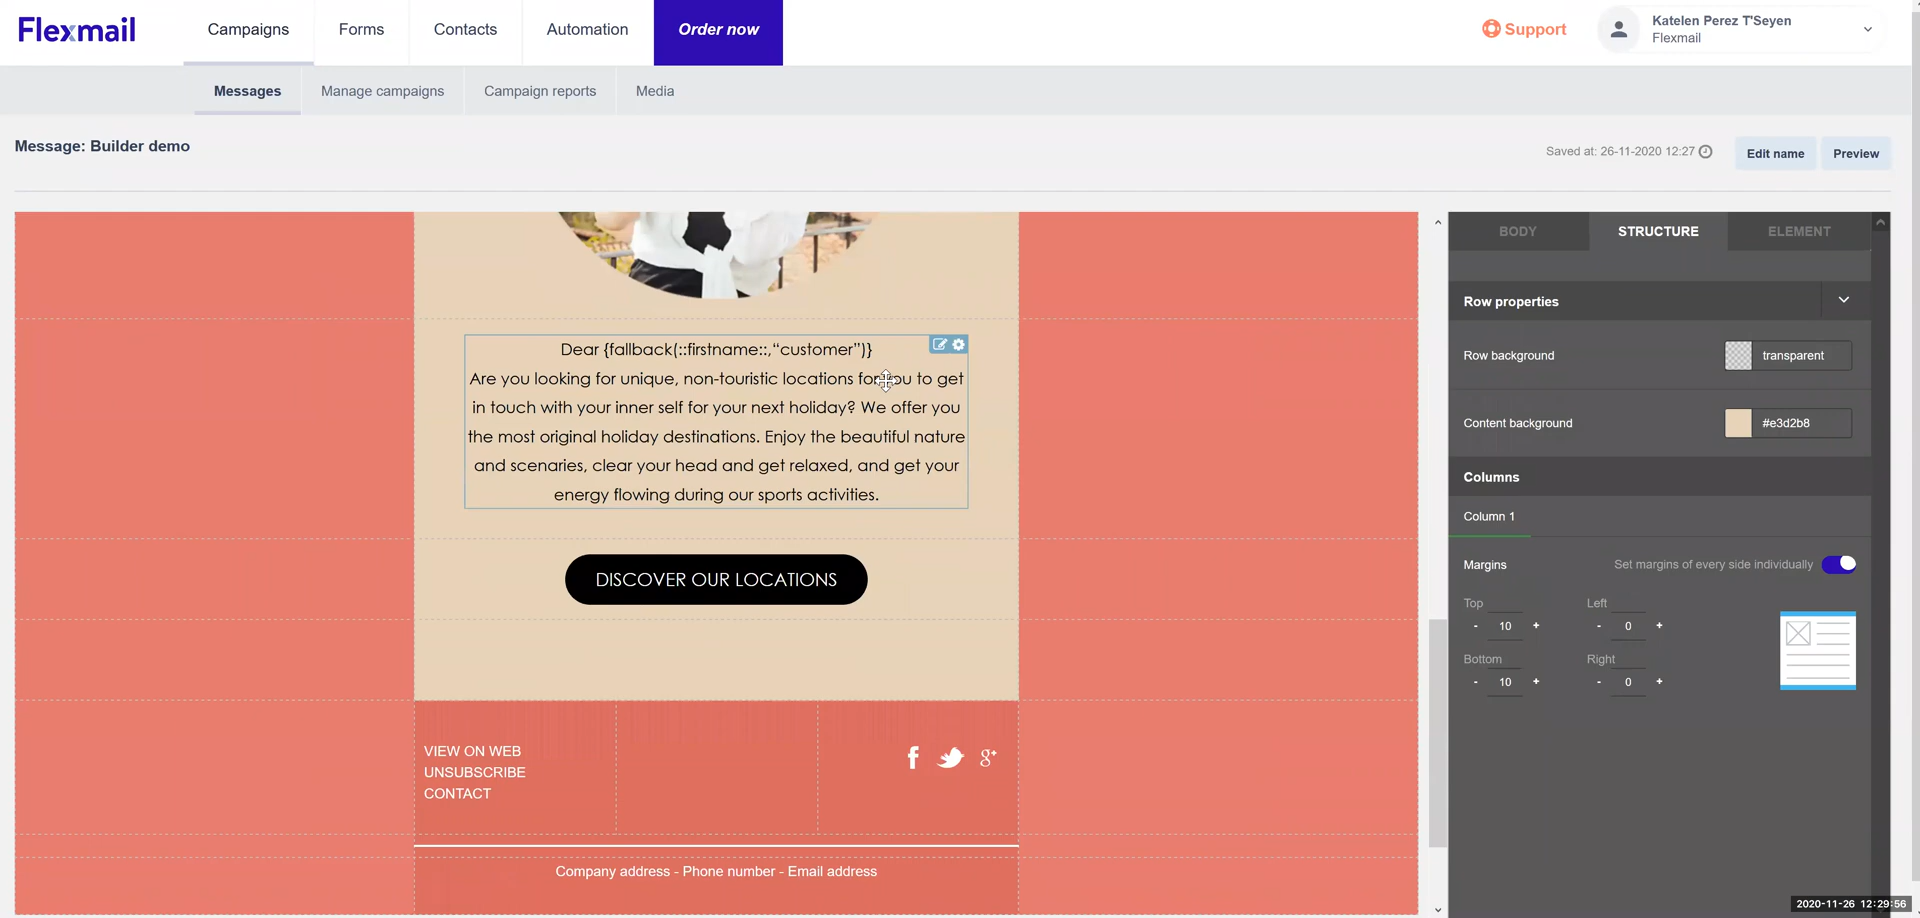 Flexmail
Campaigns
Forms
Contacts
Automation
Order now
Support
Katelen Perez T'Seyen
Flexmail
Messages
Manage campaigns
Campaign reports
Media
Message: Builder demo
Saved at: 26-11-2020 12:27
Edit name
Preview
Dear {fallback(::firstname::,“customer”)}
Are you looking for unique, non-touristic locations for you to get
in touch with your inner self for your next holiday? We offer you
the most original holiday destinations. Enjoy the beautiful nature
and scenaries, clear your head and get relaxed, and get your
energy flowing during our sports activities.
DISCOVER OUR LOCATIONS
VIEW ON WEB
UNSUBSCRIBE
CONTACT
Company address - Phone number - Email address
BODY
STRUCTURE
ELEMENT
Row properties
Row background
transparent
Content background
#e3d2b8
Columns
Column 1
Margins
Set margins of every side individually
Top
Left
- 10 +
- 0 +
Bottom
Right
- 10 +
- 0 +
2020-11-26 12:29:56